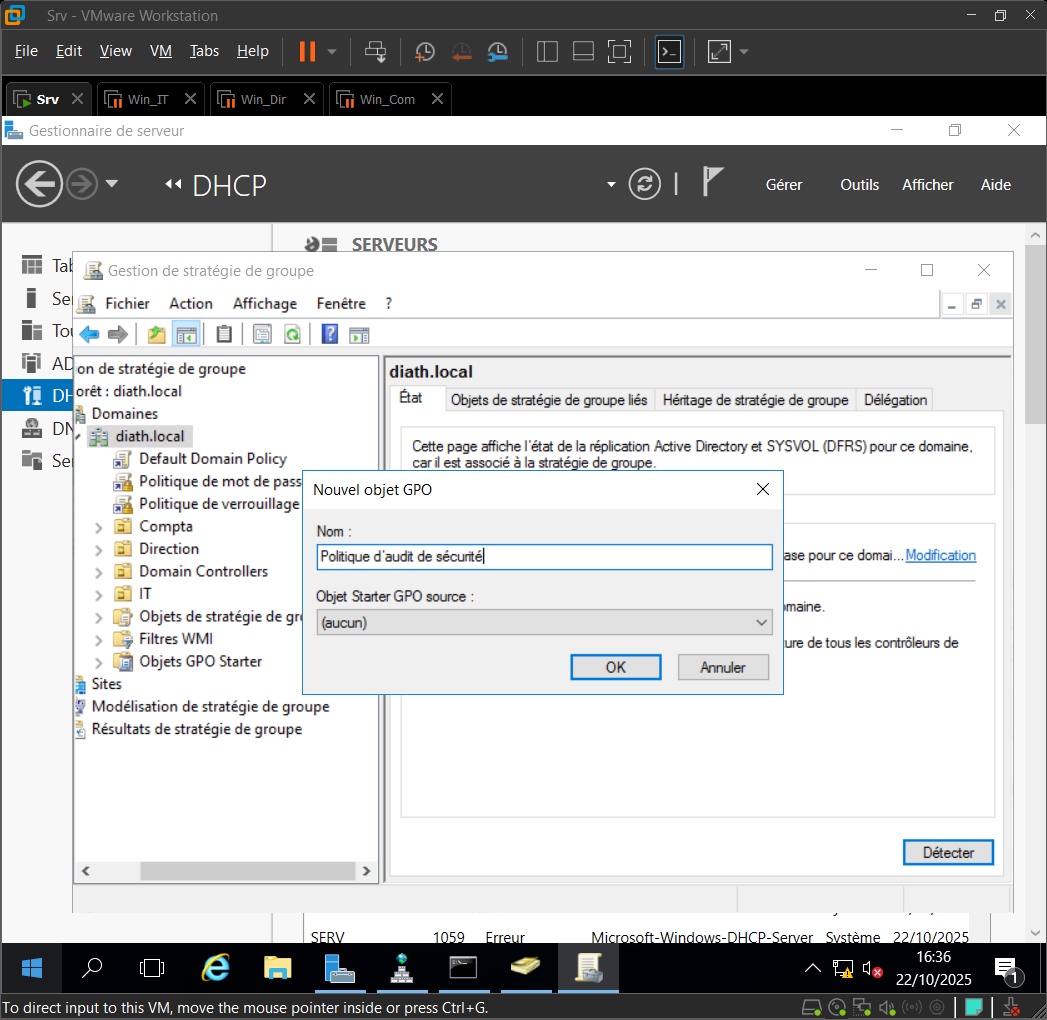 Srv - VMware Workstation
File Edit View VM Tabs Help
Srv Win_IT Win_Dir Win_Com
Gestionnaire de serveur
DHCP
Gérer Outils Afficher Aide
SERVEURS
Gestion de stratégie de groupe
Fichier Action Affichage Fenêtre ?
on de stratégie de groupe
orêt : diath.local
Domaines
diath.local
Default Domain Policy
Politique de mot de pass
Politique de verrouillage
Compta
Direction
Domain Controllers
IT
Objets de stratégie de gr
Filtres WMI
Objets GPO Starter
Sites
Modélisation de stratégie de groupe
Résultats de stratégie de groupe
diath.local
État Objets de stratégie de groupe liés Héritage de stratégie de groupe Délégation
Cette page affiche l'état de la réplication Active Directory et SYSVOL (DFRS) pour ce domaine,
car il est associé à la stratégie de groupe.
ase pour ce domai... Modification
maine.
ure de tous les contrôleurs de
Détecter
Nouvel objet GPO
Nom :
Politique d'audit de sécurité
Objet Starter GPO source :
(aucun)
OK Annuler
SERV 1059 Erreur Microsoft-Windows-DHCP-Server Système 22/10/2025
16:36
22/10/2025
1
To direct input to this VM, move the mouse pointer inside or press Ctrl+G.